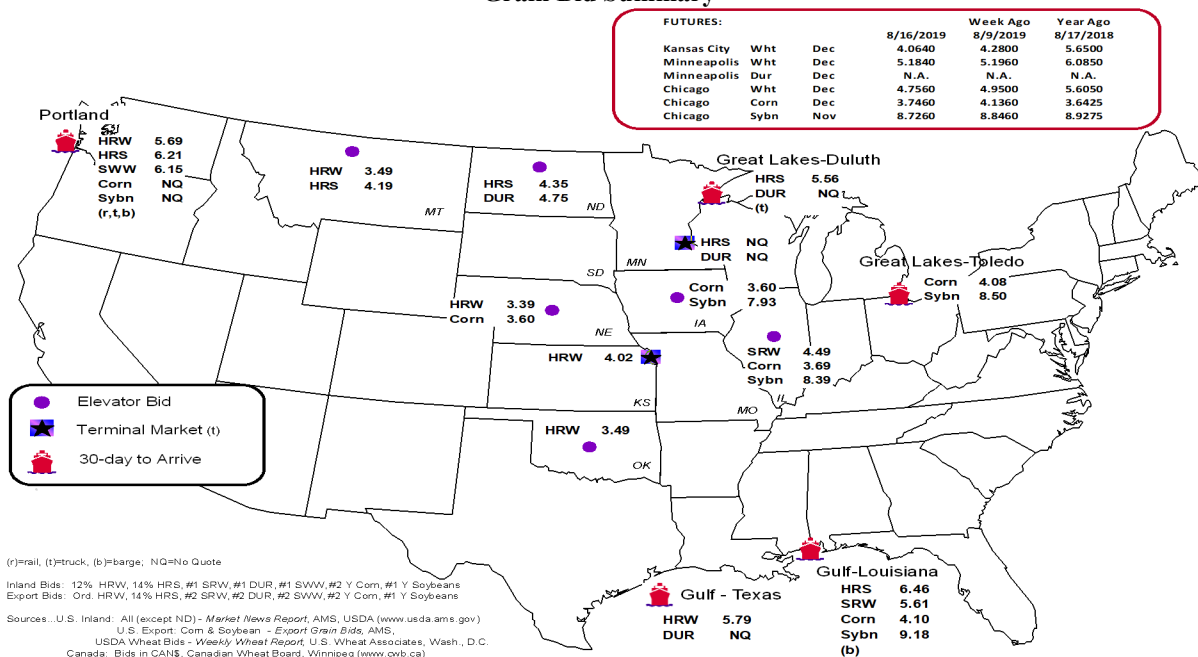 Grain Bid Summary
FUTURES: Week Ago Year Ago
8/16/2019 8/9/2019 8/17/2018
Kansas City Wht Dec 4.0640 4.2800 5.6500
Minneapolis Wht Dec 5.1840 5.1960 6.0850
Minneapolis Dur Dec N.A. N.A. N.A.
Chicago Wht Dec 4.7560 4.9500 5.6050
Chicago Corn Dec 3.7460 4.1360 3.6425
Chicago Sybn Nov 8.7260 8.8460 8.9275
Portland
HRW 5.69
HRS 6.21
SWW 6.15
Corn NQ
Sybn NQ
(r,t,b)
HRW 3.49
HRS 4.19
MT
HRS 4.35
DUR 4.75
ND
Great Lakes-Duluth
HRS 5.56
DUR NQ
(t)
HRS NQ
DUR NQ
MN
SD
Great Lakes-Toledo
Corn 4.08
Sybn 8.50
Corn 3.60
Sybn 7.93
IA
HRW 3.39
Corn 3.60
NE
HRW 4.02
KS
SRW 4.49
Corn 3.69
Sybn 8.39
IL
MO
Elevator Bid
Terminal Market (t)
30-day to Arrive
HRW 3.49
OK
Gulf-Louisiana
HRS 6.46
SRW 5.61
Corn 4.10
Sybn 9.18
(b)
Gulf - Texas
HRW 5.79
DUR NQ
(r)=rail, (t)=truck, (b)=barge; NQ=No Quote
Inland Bids: 12% HRW, 14% HRS, #1 SRW, #1 DUR, #1 SWW, #2 Y Corn, #1 Y Soybeans
Export Bids: Ord. HRW, 14% HRS, #2 SRW, #2 DUR, #2 SWW, #2 Y Corn, #1 Y Soybeans
Sources...U.S. Inland: All (except ND) - Market News Report, AMS, USDA (www.usda.ams.gov)
U.S. Export: Corn & Soybean - Export Grain Bids, AMS,
USDA Wheat Bids - Weekly Wheat Report, U.S. Wheat Associates, Wash., D.C.
Canada: Bids in CAN$, Canadian Wheat Board, Winnipeg (www.cwb.ca)